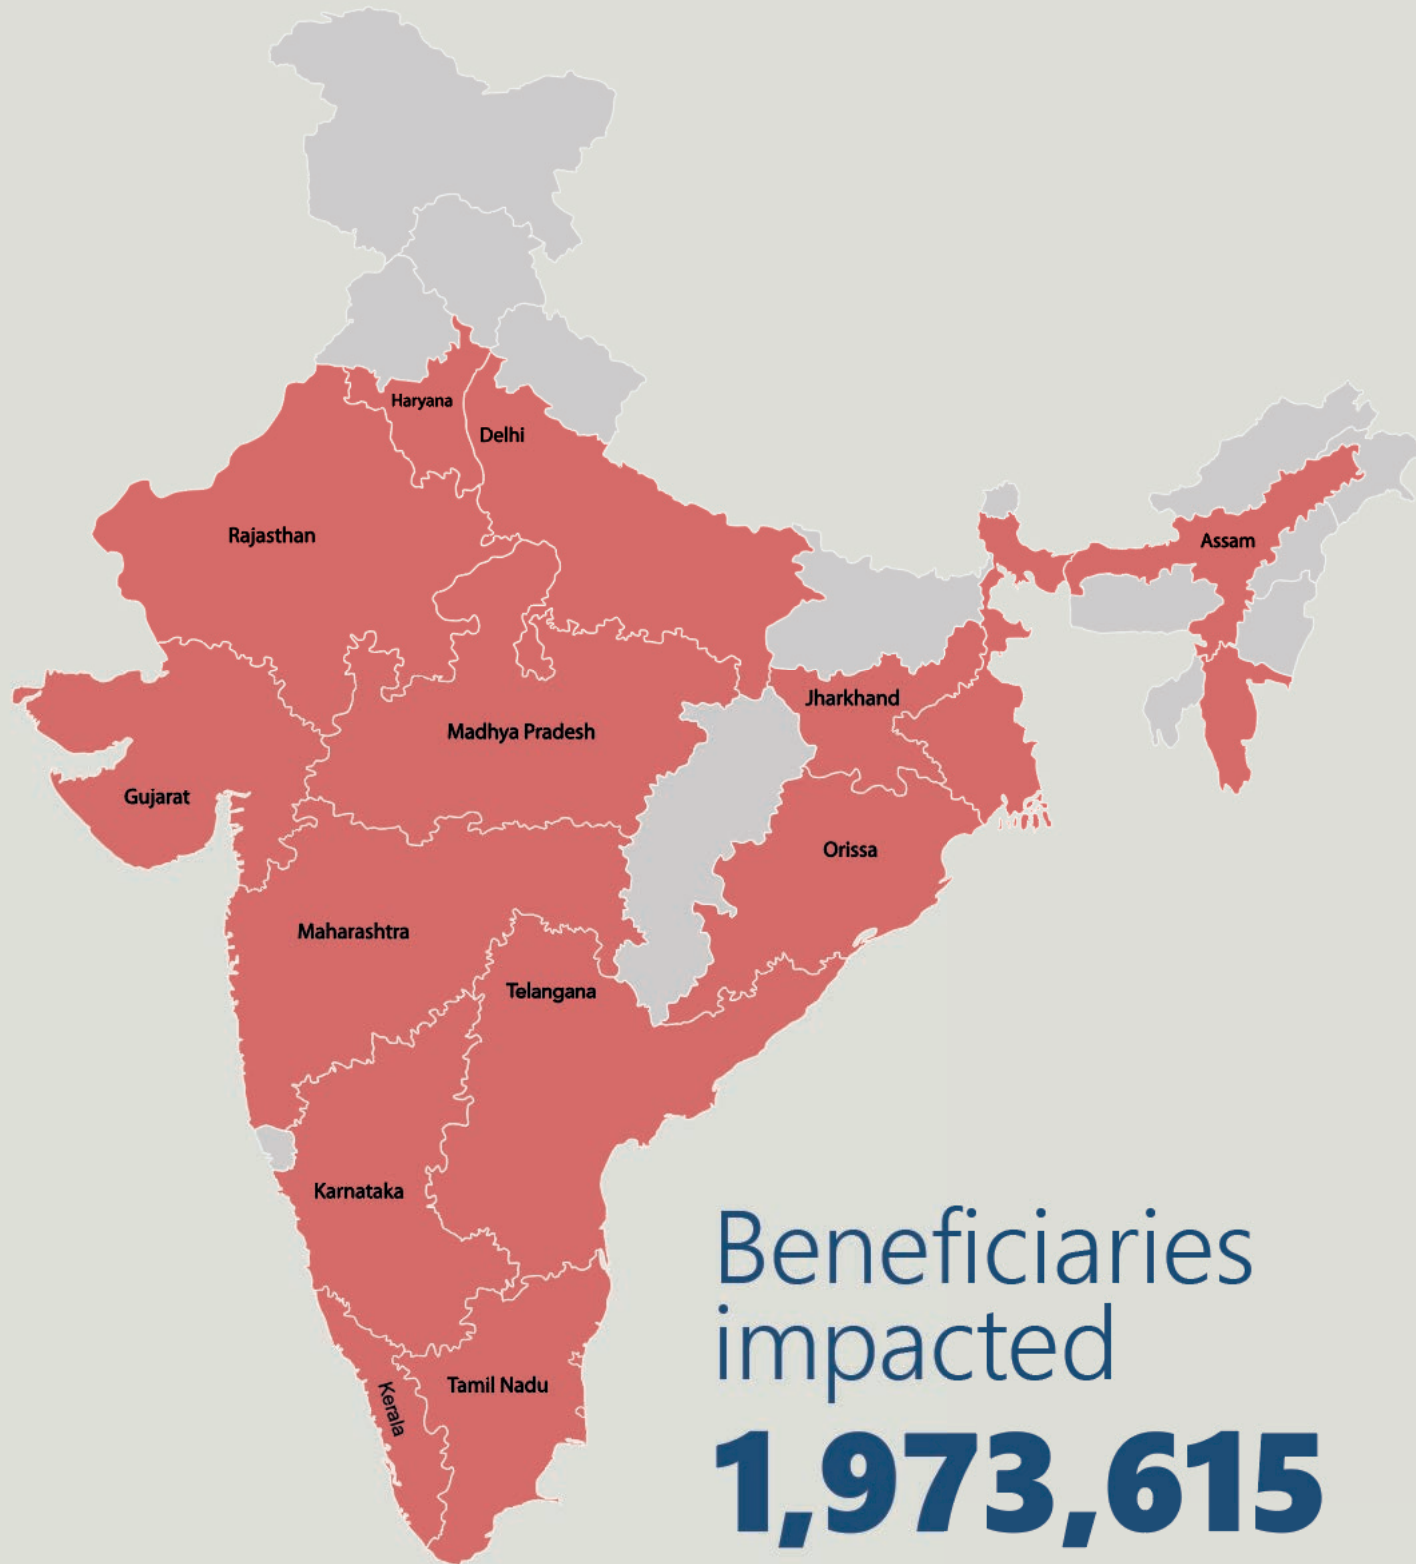 Haryana
Delhi
Rajasthan
Assam
Jharkhand
Madhya Pradesh
Gujarat
Orissa
Maharashtra
Telangana
Karnataka
Tamil Nadu
Kerala
Beneficiaries
impacted
1,973,615